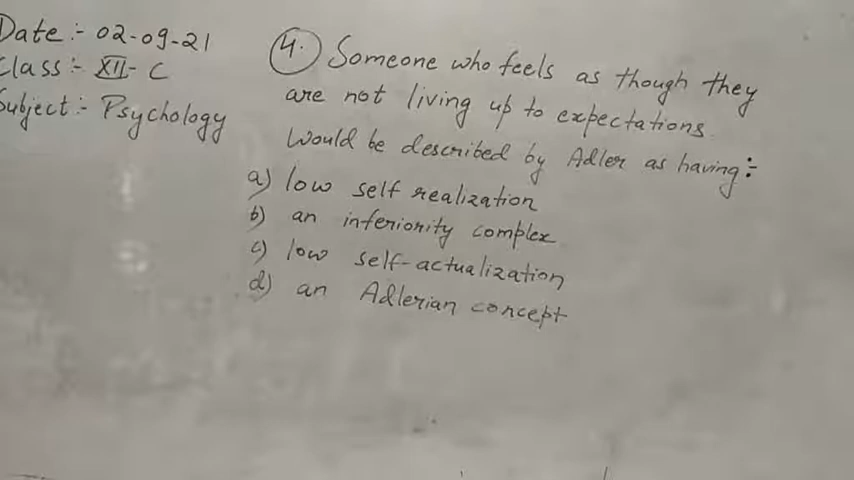 Date :- 02-09-21
Class :- XII- C
Subject :- Psychology
4. Someone who feels as though they
are not living up to expectations
would be described by Adler as having :-
a) low self realization
b) an inferiority complex
c) low self-actualization
d) an Adlerian concept